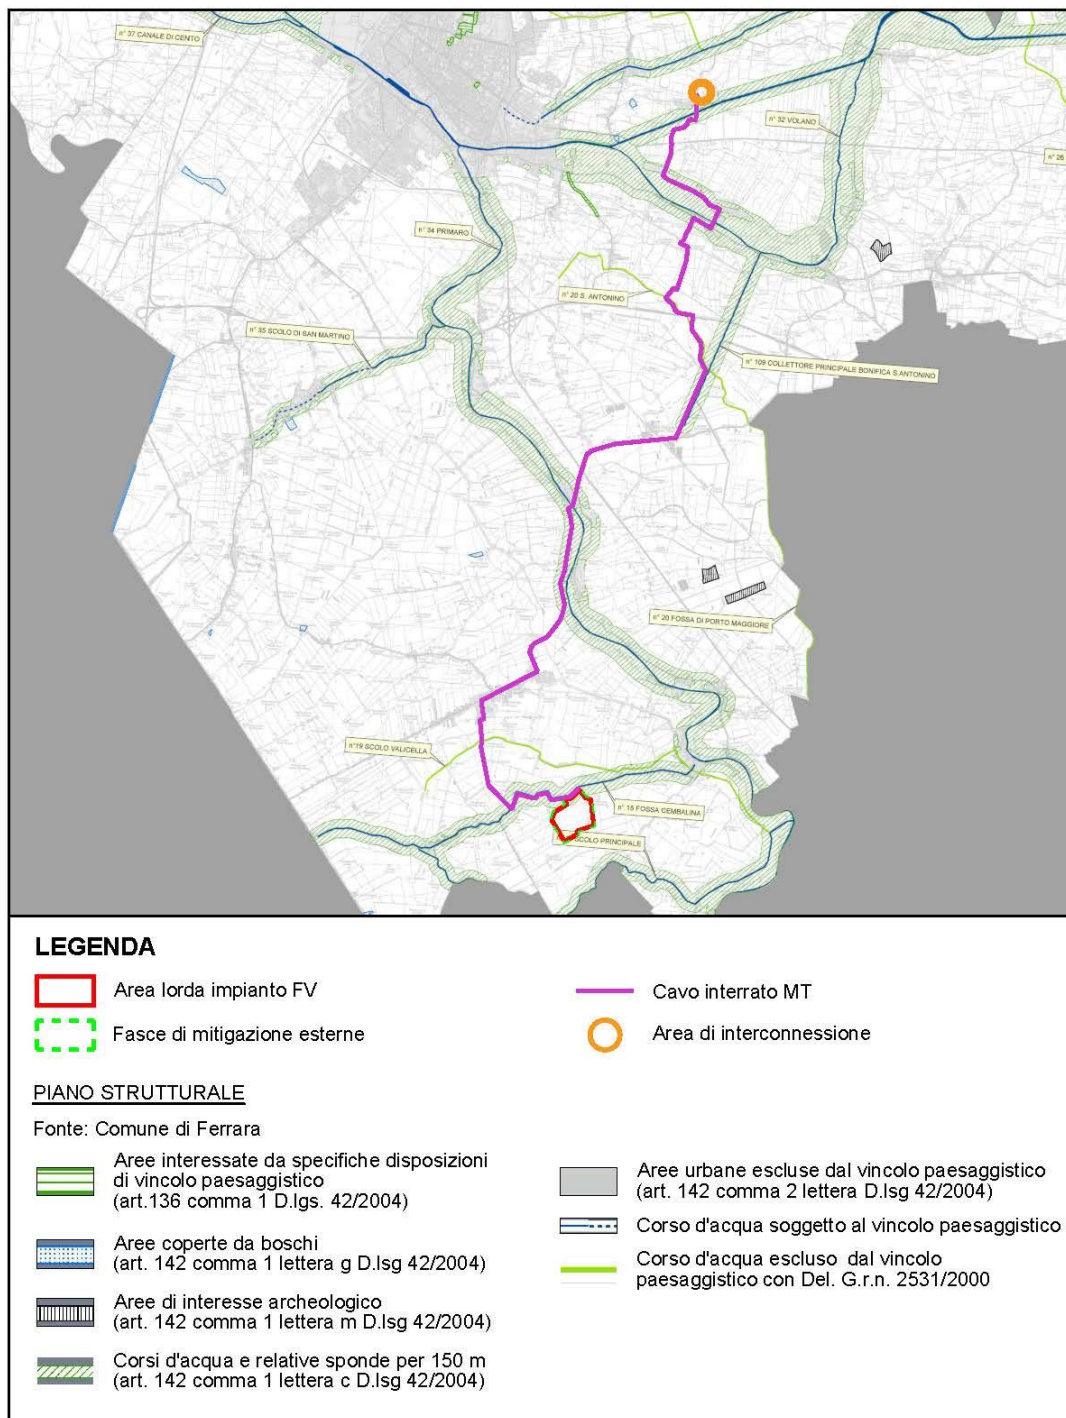 n° 37 CANALE DI CENTO
n° 32 VOLANO
n° 34 PRIMARO
n° 20 S. ANTONINO
n° 35 SCOLO DI SAN MARTINO
n° 109 COLLETTORE PRINCIPALE BONIFICA S ANTONINO
n° 20 FOSSA DI PORTO MAGGIORE
n°19 SCOLO VALICELLA
n° 15 FOSSA CEMBALINA
SCOLO PRINCIPALE
LEGENDA
Area lorda impianto FV
Cavo interrato MT
Fasce di mitigazione esterne
Area di interconnessione
PIANO STRUTTURALE
Fonte: Comune di Ferrara
Aree interessate da specifiche disposizioni
di vincolo paesaggistico
(art.136 comma 1 D.lgs. 42/2004)
Aree coperte da boschi
(art. 142 comma 1 lettera g D.lsg 42/2004)
Aree di interesse archeologico
(art. 142 comma 1 lettera m D.lsg 42/2004)
Corsi d'acqua e relative sponde per 150 m
(art. 142 comma 1 lettera c D.lsg 42/2004)
Aree urbane escluse dal vincolo paesaggistico
(art. 142 comma 2 lettera D.lsg 42/2004)
Corso d'acqua soggetto al vincolo paesaggistico
Corso d'acqua escluso dal vincolo
paesaggistico con Del. G.r.n. 2531/2000